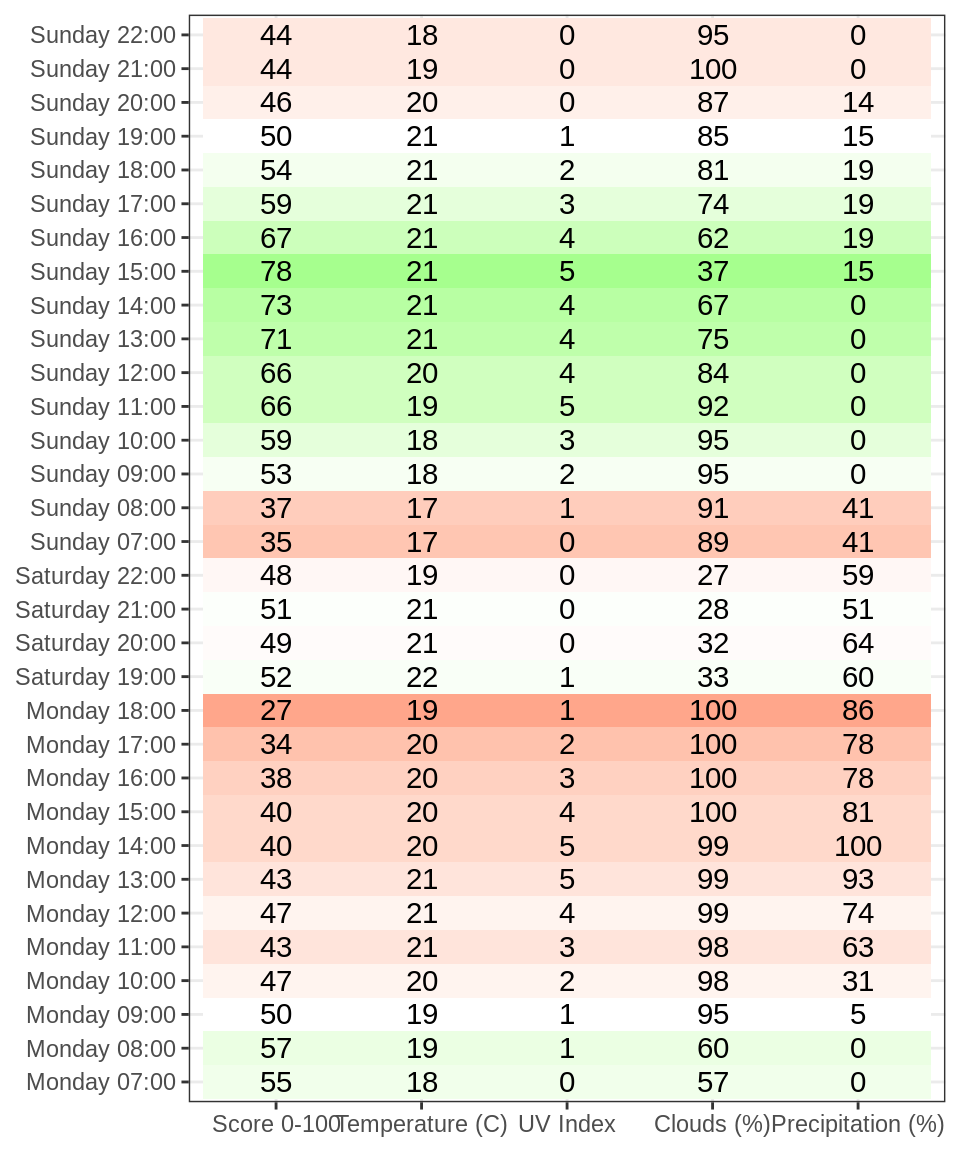 Sunday 22:00 44 18 0 95 0
Sunday 21:00 44 19 0 100 0
Sunday 20:00 46 20 0 87 14
Sunday 19:00 50 21 1 85 15
Sunday 18:00 54 21 2 81 19
Sunday 17:00 59 21 3 74 19
Sunday 16:00 67 21 4 62 19
Sunday 15:00 78 21 5 37 15
Sunday 14:00 73 21 4 67 0
Sunday 13:00 71 21 4 75 0
Sunday 12:00 66 20 4 84 0
Sunday 11:00 66 19 5 92 0
Sunday 10:00 59 18 3 95 0
Sunday 09:00 53 18 2 95 0
Sunday 08:00 37 17 1 91 41
Sunday 07:00 35 17 0 89 41
Saturday 22:00 48 19 0 27 59
Saturday 21:00 51 21 0 28 51
Saturday 20:00 49 21 0 32 64
Saturday 19:00 52 22 1 33 60
Monday 18:00 27 19 1 100 86
Monday 17:00 34 20 2 100 78
Monday 16:00 38 20 3 100 78
Monday 15:00 40 20 4 100 81
Monday 14:00 40 20 5 99 100
Monday 13:00 43 21 5 99 93
Monday 12:00 47 21 4 99 74
Monday 11:00 43 21 3 98 63
Monday 10:00 47 20 2 98 31
Monday 09:00 50 19 1 95 5
Monday 08:00 57 19 1 60 0
Monday 07:00 55 18 0 57 0
Score 0-100 Temperature (C) UV Index Clouds (%) Precipitation (%)